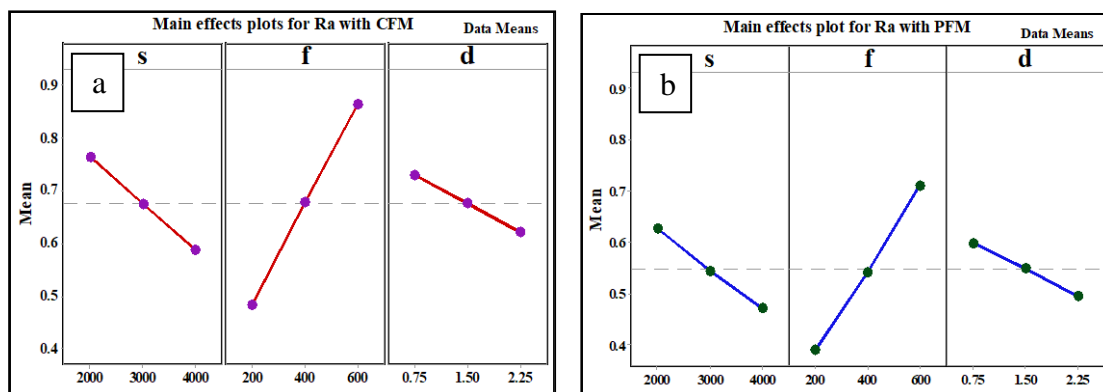 Main effects plots for Ra with CFM
Data Means
a
s f d
0.9
0.8
0.7
0.6
0.5
0.4
Mean
2000 3000 4000 200 400 600 0.75 1.50 2.25
Main effects plot for Ra with PFM
Data Means
b
s f d
0.9
0.8
0.7
0.6
0.5
0.4
Mean
2000 3000 4000 200 400 600 0.75 1.50 2.25